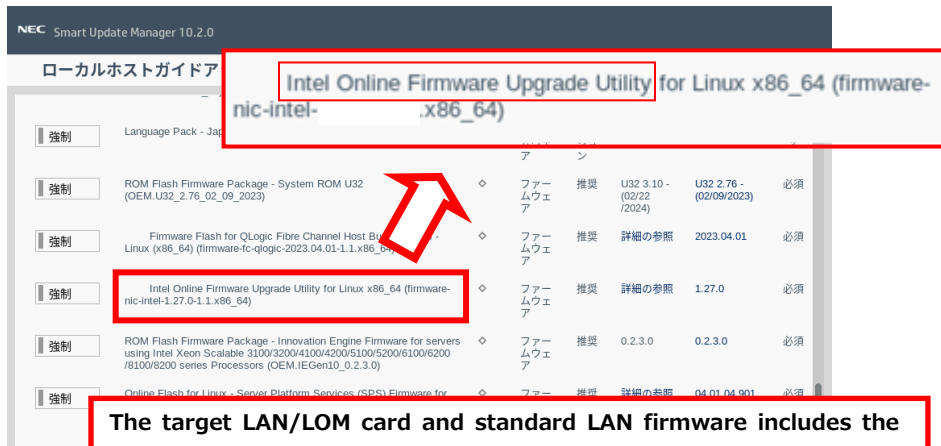 NEC Smart Update Manager 10.2.0
ローカルホストガイドア
Intel Online Firmware Upgrade Utility for Linux x86_64 (firmware-
nic-intel- .x86_64)
強制
Language Pack - Jap
ア ン
強制
ROM Flash Firmware Package - System ROM U32
(OEM.U32_2.76_02_09_2023)
ファー
ムウェ
ア
推奨
U32 3.10 -
(02/22
/2024)
U32 2.76 -
(02/09/2023)
必須
強制
Firmware Flash for QLogic Fibre Channel Host Bu -
Linux (x86_64) (firmware-fc-qlogic-2023.04.01-1.1.x86_64)
ファー
ムウェ
ア
推奨
詳細の参照
2023.04.01
必須
強制
Intel Online Firmware Upgrade Utility for Linux x86_64 (firmware-
nic-intel-1.27.0-1.1.x86_64)
ファー
ムウェ
ア
推奨
詳細の参照
1.27.0
必須
強制
ROM Flash Firmware Package - Innovation Engine Firmware for servers
using Intel Xeon Scalable 3100/3200/4100/4200/5100/5200/6100/6200
/8100/8200 series Processors (OEM.IEGen10_0.2.3.0)
ファー
ムウェ
ア
推奨
0.2.3.0
0.2.3.0
必須
強制
Online Flash for Linux - Server Platform Services (SPS) Firmware for
ファー
推奨
詳細の参照
04.01.04.901
必須
The target LAN/LOM card and standard LAN firmware includes the